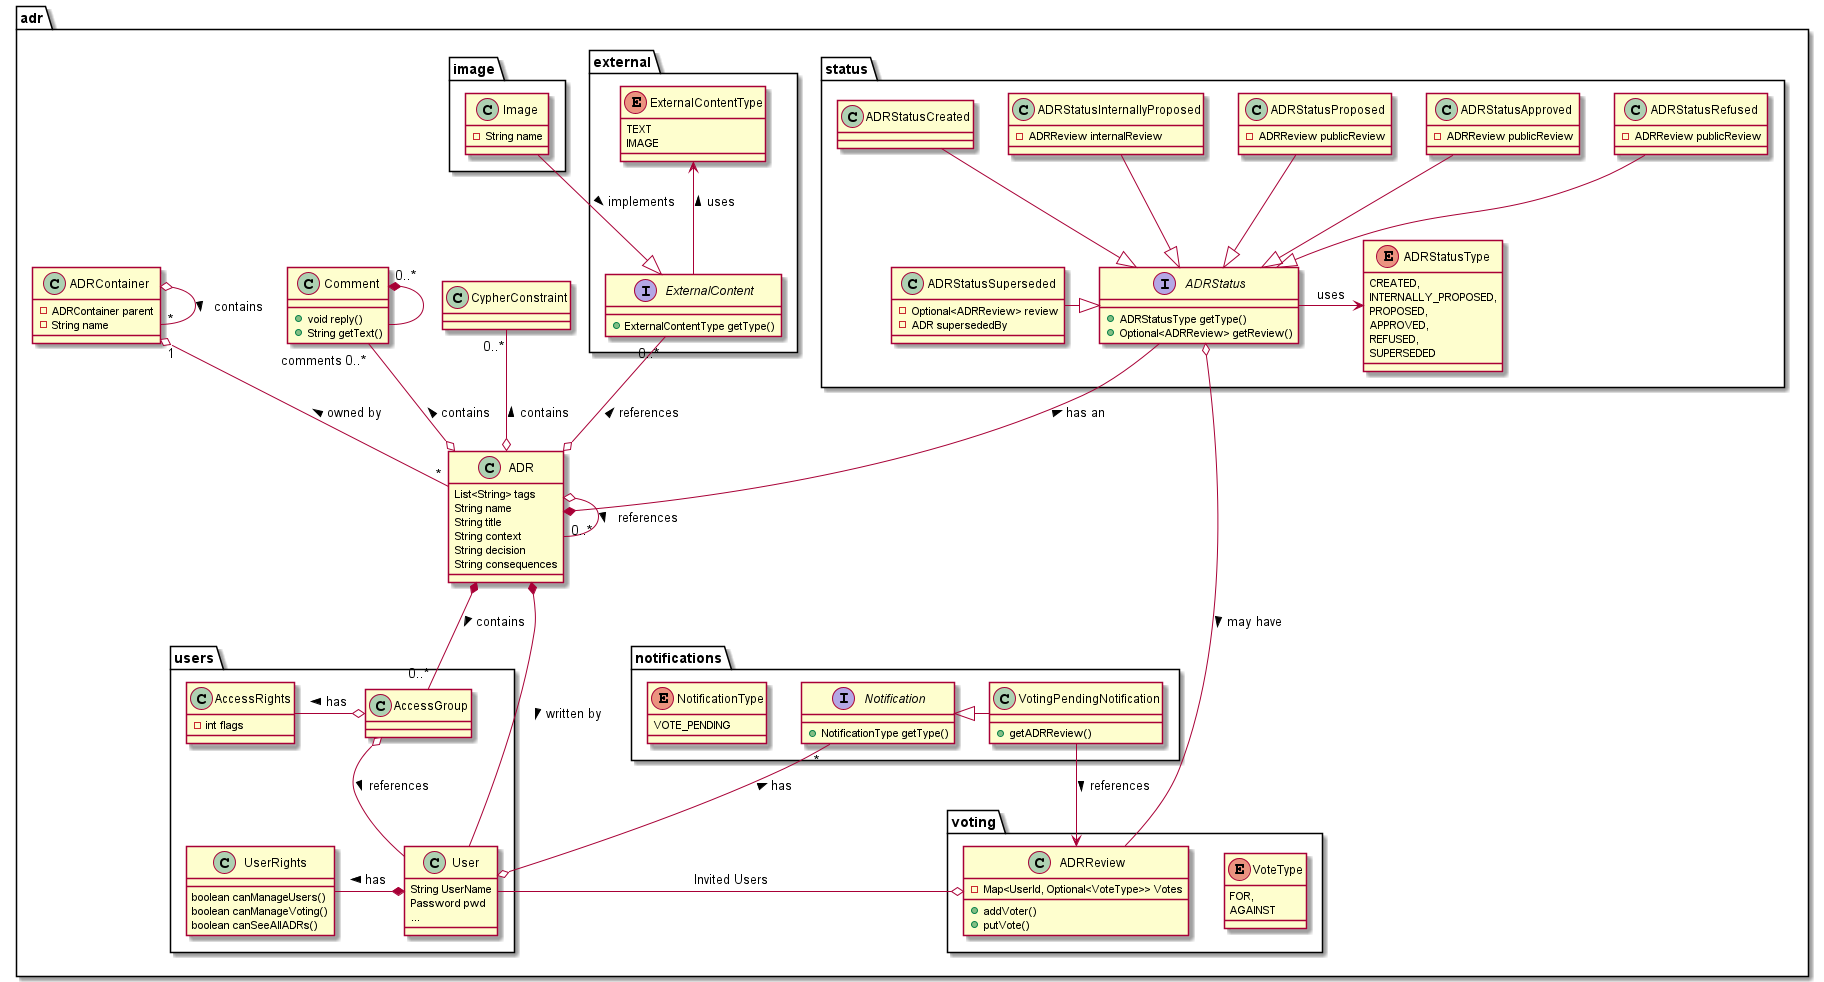 adr
image
C Image
String name
external
E ExternalContentType
TEXT
IMAGE
implements
uses
I ExternalContent
ExternalContentType getType()
0..*
status
C ADRStatusCreated
C ADRStatusInternallyProposed
ADRReview internalReview
C ADRStatusProposed
ADRReview publicReview
C ADRStatusApproved
ADRReview publicReview
C ADRStatusRefused
ADRReview publicReview
C ADRStatusSuperseded
Optional<ADRReview> review
ADR supersededBy
I ADRStatus
ADRStatusType getType()
Optional<ADRReview> getReview()
uses
E ADRStatusType
CREATED,
INTERNALLY_PROPOSED,
PROPOSED,
APPROVED,
REFUSED,
SUPERSEDED
C ADRContainer
ADRContainer parent
String name
contains
*
1
C Comment
void reply()
String getText()
0..*
comments 0..*
C CypherConstraint
0..*
owned by
contains
contains
references
has an
*
C ADR
List<String> tags
String name
String title
String context
String decision
String consequences
references
0..*
contains
may have
0..*
written by
users
C AccessRights
int flags
has
C AccessGroup
references
C UserRights
boolean canManageUsers()
boolean canManageVoting()
boolean canSeeAllADRs()
has
C User
String UserName
Password pwd
...
notifications
E NotificationType
VOTE_PENDING
I Notification
NotificationType getType()
C VotingPendingNotification
getADRReview()
*
has
references
Invited Users
voting
C ADRReview
Map<UserId, Optional<VoteType>> Votes
addVoter()
putVote()
E VoteType
FOR,
AGAINST